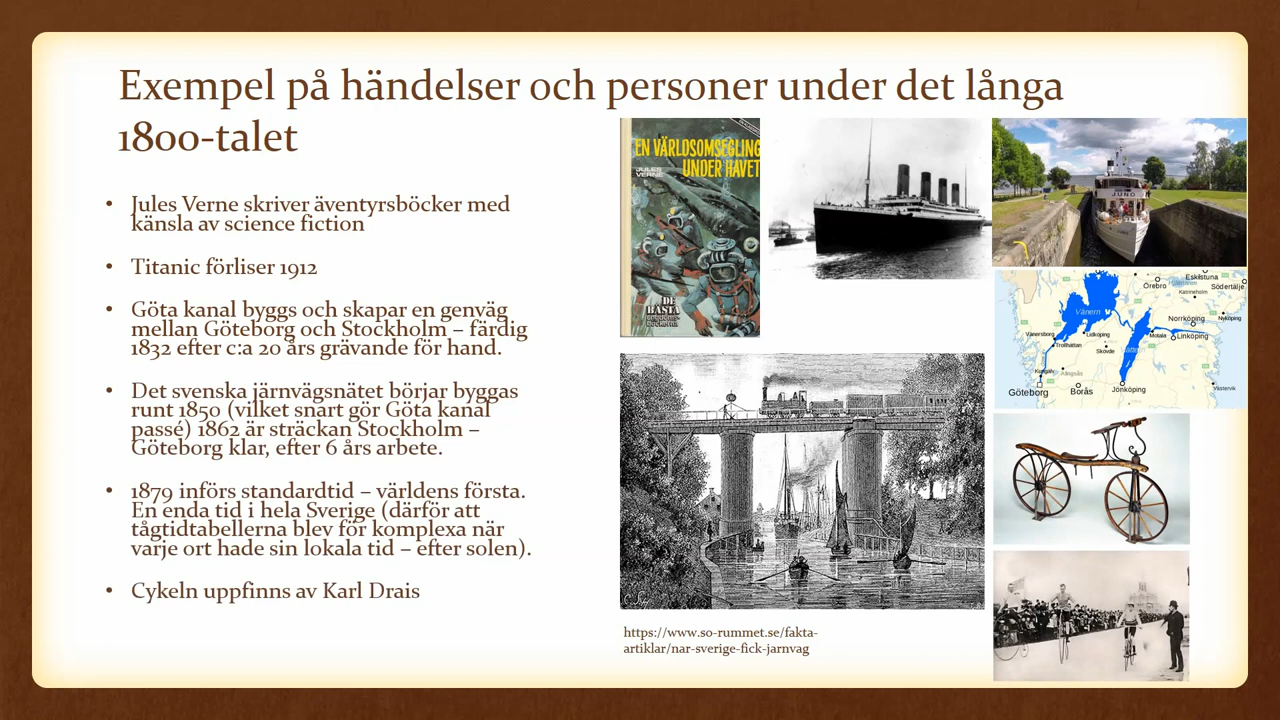 Exempel på händelser och personer under det långa
1800-talet
Jules Verne skriver äventyrsböcker med
känsla av science fiction
Titanic förliser 1912
Göta kanal byggs och skapar en genväg
mellan Göteborg och Stockholm – färdig
1832 efter c:a 20 års grävande för hand.
Det svenska järnvägsnätet börjar byggas
runt 1850 (vilket snart gör Göta kanal
passé) 1862 är sträckan Stockholm –
Göteborg klar, efter 6 års arbete.
1879 införs standardtid – världens första.
En enda tid i hela Sverige (därför att
tågtidtabellerna blev för komplexa när
varje ort hade sin lokala tid – efter solen).
Cykeln uppfinns av Karl Drais
EN VÄRLDSOMSEGLING
UNDER HAVET
JULES
VERNE
DE
BÄSTA
JUNO
Eskilstuna
Örebro
Södertälje
Katrineholm
Vänern
Norrköping
Nyköping
Vänersborg
Lidköping
Motala
Linköping
Trollhättan
Skövde
Kungälv
Alingsås
Göteborg
Borås
Jönköping
Västervik
https://www.so-rummet.se/fakta-
artiklar/nar-sverige-fick-jarnvag